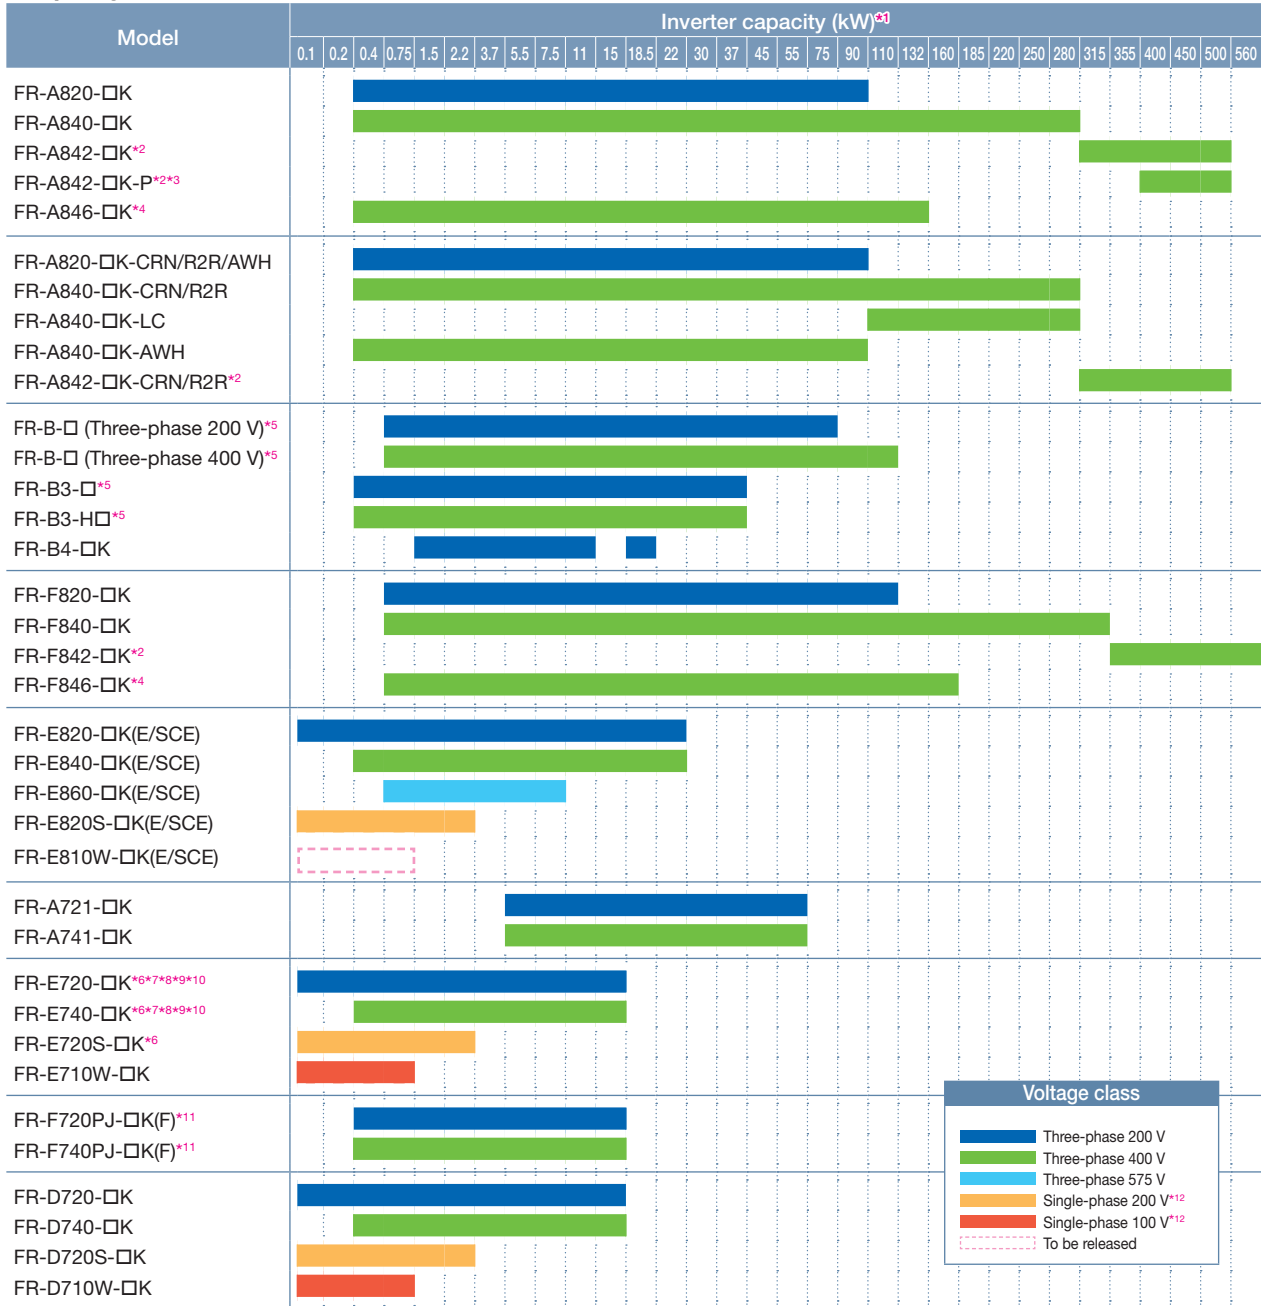 Model
Inverter capacity (kW)*1
0.1 0.2 0.4 0.75 1.5 2.2 3.7 5.5 7.5 11 15 18.5 22 30 37 45 55 75 90 110 132 160 185 220 250 280 315 355 400 450 500 560
FR-A820-□K
FR-A840-□K
FR-A842-□K*2
FR-A842-□K-P*2*3
FR-A846-□K*4
FR-A820-□K-CRN/R2R/AWH
FR-A840-□K-CRN/R2R
FR-A840-□K-LC
FR-A840-□K-AWH
FR-A842-□K-CRN/R2R*2
FR-B-□ (Three-phase 200 V)*5
FR-B-□ (Three-phase 400 V)*5
FR-B3-□*5
FR-B3-H□*5
FR-B4-□K
FR-F820-□K
FR-F840-□K
FR-F842-□K*2
FR-F846-□K*4
FR-E820-□K(E/SCE)
FR-E840-□K(E/SCE)
FR-E860-□K(E/SCE)
FR-E820S-□K(E/SCE)
FR-E810W-□K(E/SCE)
FR-A721-□K
FR-A741-□K
FR-E720-□K*6*7*8*9*10
FR-E740-□K*6*7*8*9*10
FR-E720S-□K*6
FR-E710W-□K
FR-F720PJ-□K(F)*11
FR-F740PJ-□K(F)*11
FR-D720-□K
FR-D740-□K
FR-D720S-□K
FR-D710W-□K
Voltage class
Three-phase 200 V
Three-phase 400 V
Three-phase 575 V
Single-phase 200 V*12
Single-phase 100 V*12
To be released